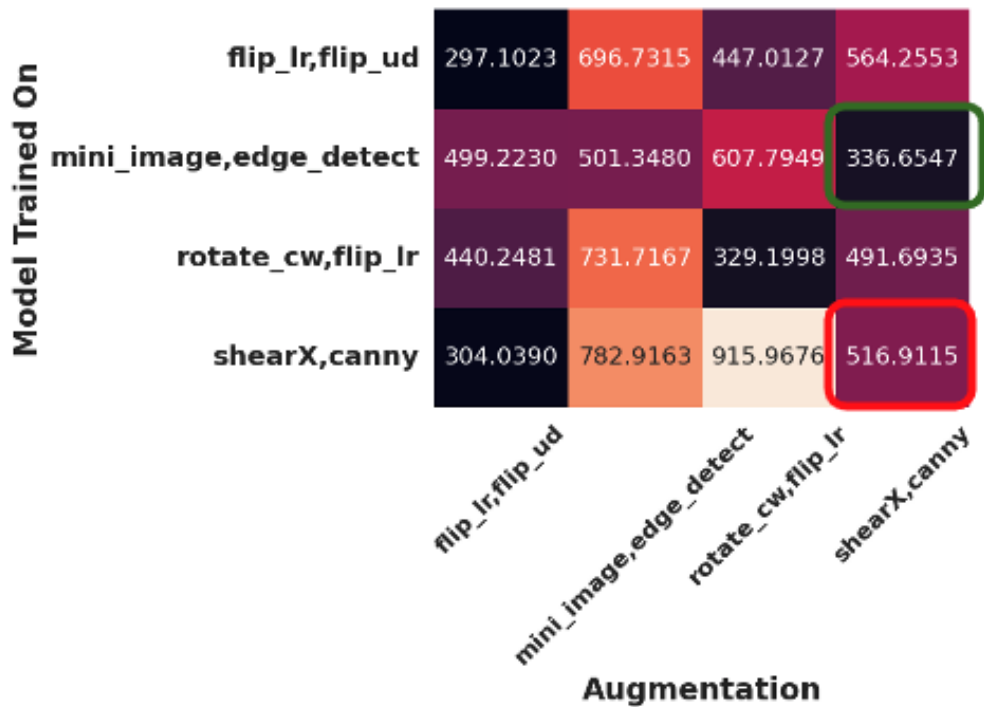 Model Trained On
flip_lr,flip_ud 297.1023 696.7315 447.0127 564.2553
mini_image,edge_detect 499.2230 501.3480 607.7949 336.6547
rotate_cw,flip_lr 440.2481 731.7167 329.1998 491.6935
shearX,canny 304.0390 782.9163 915.9676 516.9115
flip_lr,flip_ud
mini_image,edge_detect
rotate_cw,flip_lr
shearX,canny
Augmentation